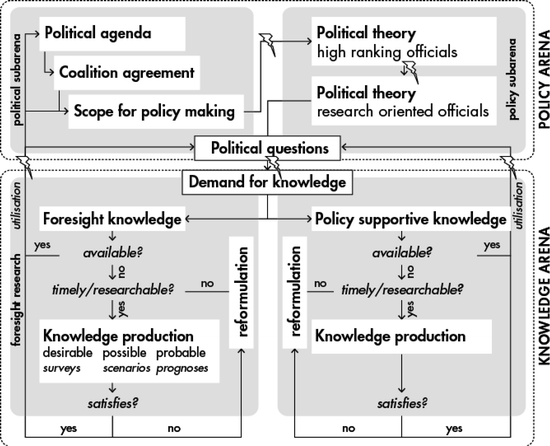 Political agenda
Coalition agreement
Scope for policy making
political subarena
Political theory
high ranking officials
Political theory
research oriented officials
policy subarena
POLICY ARENA
Political questions
Demand for knowledge
utilisation
Foresight knowledge
yes
available?
no
timely/researchable?
no
yes
reformulation
foresight research
Knowledge production
desirable possible probable
surveys scenarios prognoses
satisfies?
yes
no
utilisation
Policy supportive knowledge
available?
yes
no
no
timely/researchable?
yes
reformulation
Knowledge production
satisfies?
no
yes
KNOWLEDGE ARENA